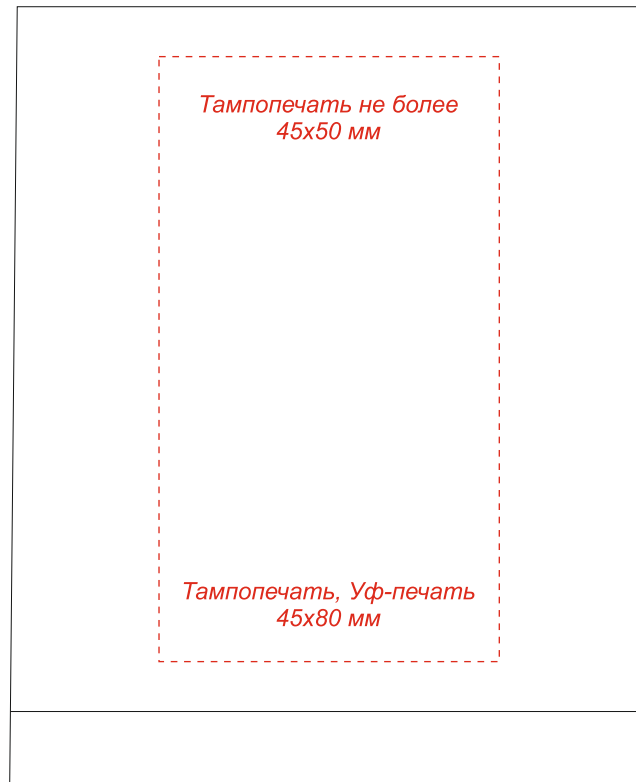 Тампопечать не более
45х50 мм
Тампопечать, Уф-печать
45х80 мм